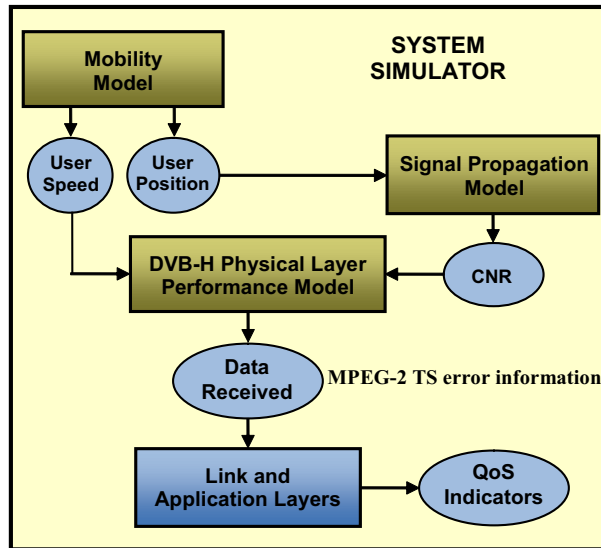 SYSTEM
SIMULATOR
Mobility
Model
User
Speed
User
Position
Signal Propagation
Model
DVB-H Physical Layer
Performance Model
CNR
Data
Received
MPEG-2 TS error information
Link and
Application Layers
QoS
Indicators